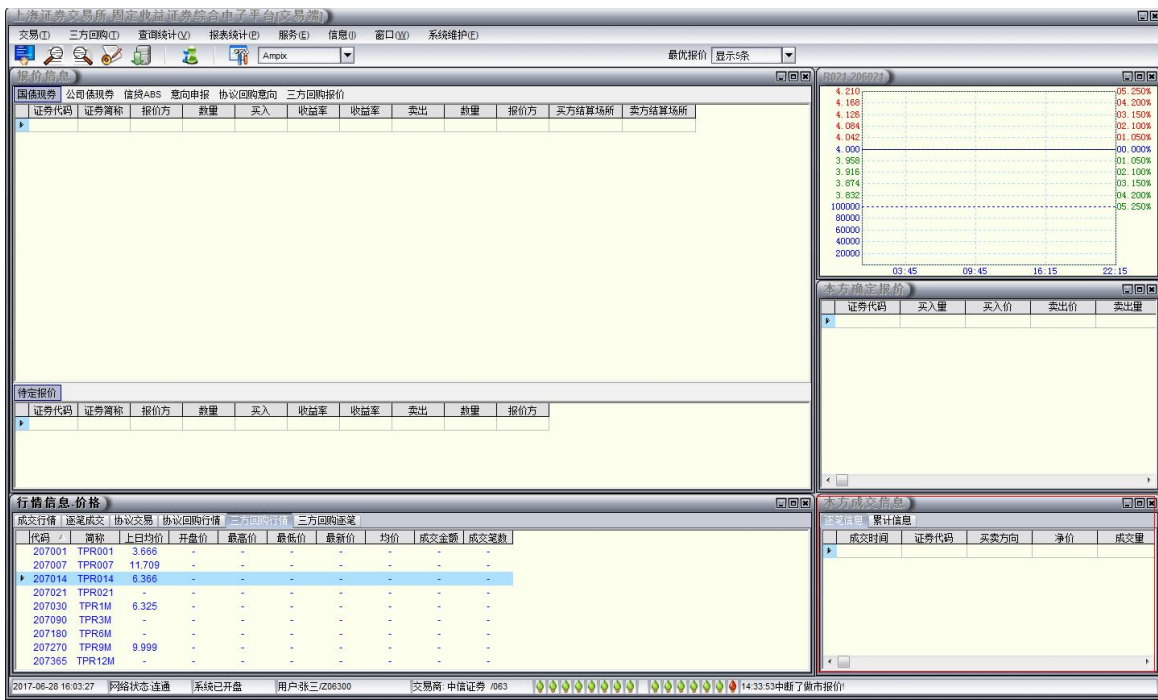 上海证券交易所 固定收益证券综合电子平台[交易端]
交易(T) 三方回购(T) 查询统计(V) 报表统计(P) 服务(E) 信息(I) 窗口(W) 系统维护(E)
Ampix 最优报价 显示5条
报价信息
国债现券 公司债现券 信贷ABS 意向申报 协议回购意向 三方回购报价
证券代码 证券简称 报价方 数量 买入 收益率 收益率 卖出 数量 报价方 买方结算场所 卖方结算场所
待定报价
证券代码 证券简称 报价方 数量 买入 收益率 收益率 卖出 数量 报价方
R021.206021
4.210 05.250%
4.168 04.200%
4.126 03.150%
4.084 02.100%
4.042 01.050%
4.000 00.000%
3.958 01.050%
3.916 02.100%
3.874 03.150%
3.832 04.200%
100000 05.250%
80000
60000
40000
20000
03:45 09:45 16:15 22:15
本方确定报价
证券代码 买入量 买入价 卖出价 卖出量
行情信息-价格
成交行情 逐笔成交 协议交易 协议回购行情 三方回购行情 三方回购逐笔
代码 简称 上日均价 开盘价 最高价 最低价 最新价 均价 成交金额 成交笔数
207001 TPR001 3.666 - - - - - - -
207007 TPR007 11.709 - - - - - - -
207014 TPR014 6.366 - - - - - - -
207021 TPR021 - - - - - - - -
207030 TPR1M 6.325 - - - - - - -
207090 TPR3M - - - - - - - -
207180 TPR6M - - - - - - - -
207270 TPR9M 9.999 - - - - - - -
207365 TPR12M - - - - - - - -
本方成交信息
逐笔信息 累计信息
成交时间 证券代码 买卖方向 净价 成交量
2017-06-28 16:03:27 网络状态:连通 系统已开盘 用户张三/Z06300 交易商:中信证券 /063 14:33:53中断了做市报价!